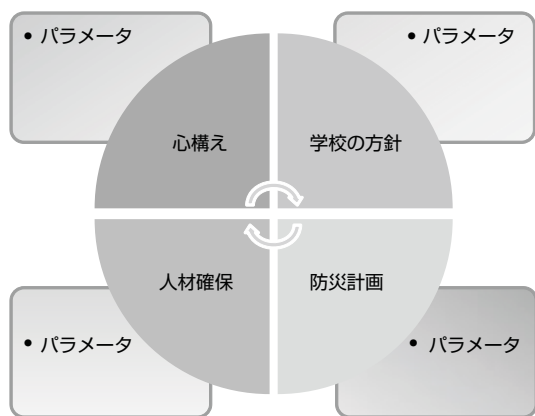 • パラメータ
• パラメータ
心構え
学校の方針
人材確保
防災計画
• パラメータ
• パラメータ